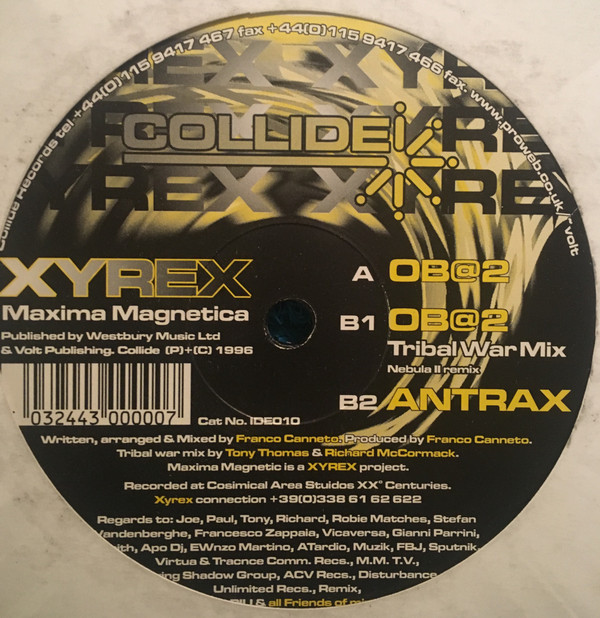 Records tel +44(0)115 9417 467 fax +44(0)115 9417 466 fax. www.proweb.co.uk/ volt
COLLIDE
XYREX
Maxima Magnetica
Published by Westbury Music Ltd
& Volt Publishing. Collide (P)+(C) 1996
032443 000007
Cat No. IDE010
A OB@2
B1 OB@2
Tribal War Mix
Nebula II remix
B2 ANTRAX
Written, arranged & Mixed by Franco Canneto. Produced by Franco Canneto.
Tribal war mix by Tony Thomas & Richard McCormack.
Maxima Magnetic is a XYREX project.
Recorded at Cosimical Area Stuidos XX° Centuries.
Xyrex connection +39(0)338 61 62 622
Regards to: Joe, Paul, Tony, Richard, Robie Matches, Stefan
Vandenberghe, Francesco Zappaia, Vicaversa, Gianni Parrini,
Apo Dj, EWnzo Martino, ATardio, Muzik, FBJ, Sputnik,
Virtua & Tracnce Comm. Recs., M.M. T.V.,
Shadow Group, ACV Recs., Disturbance
Unlimited Recs., Remix,
& all Friends of